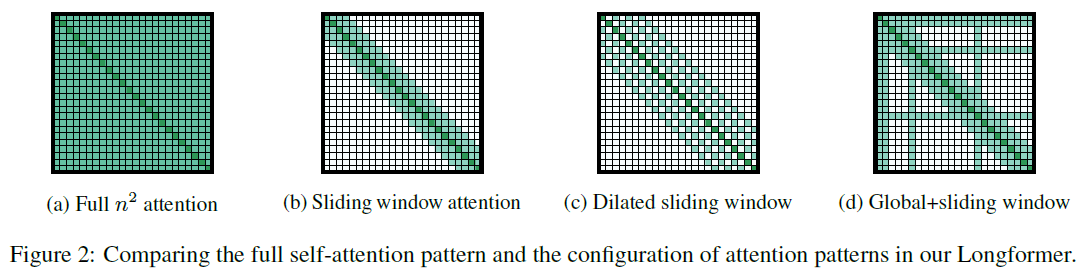 (a) Full n² attention
(b) Sliding window attention
(c) Dilated sliding window
(d) Global+sliding window
Figure 2: Comparing the full self-attention pattern and the configuration of attention patterns in our Longformer.